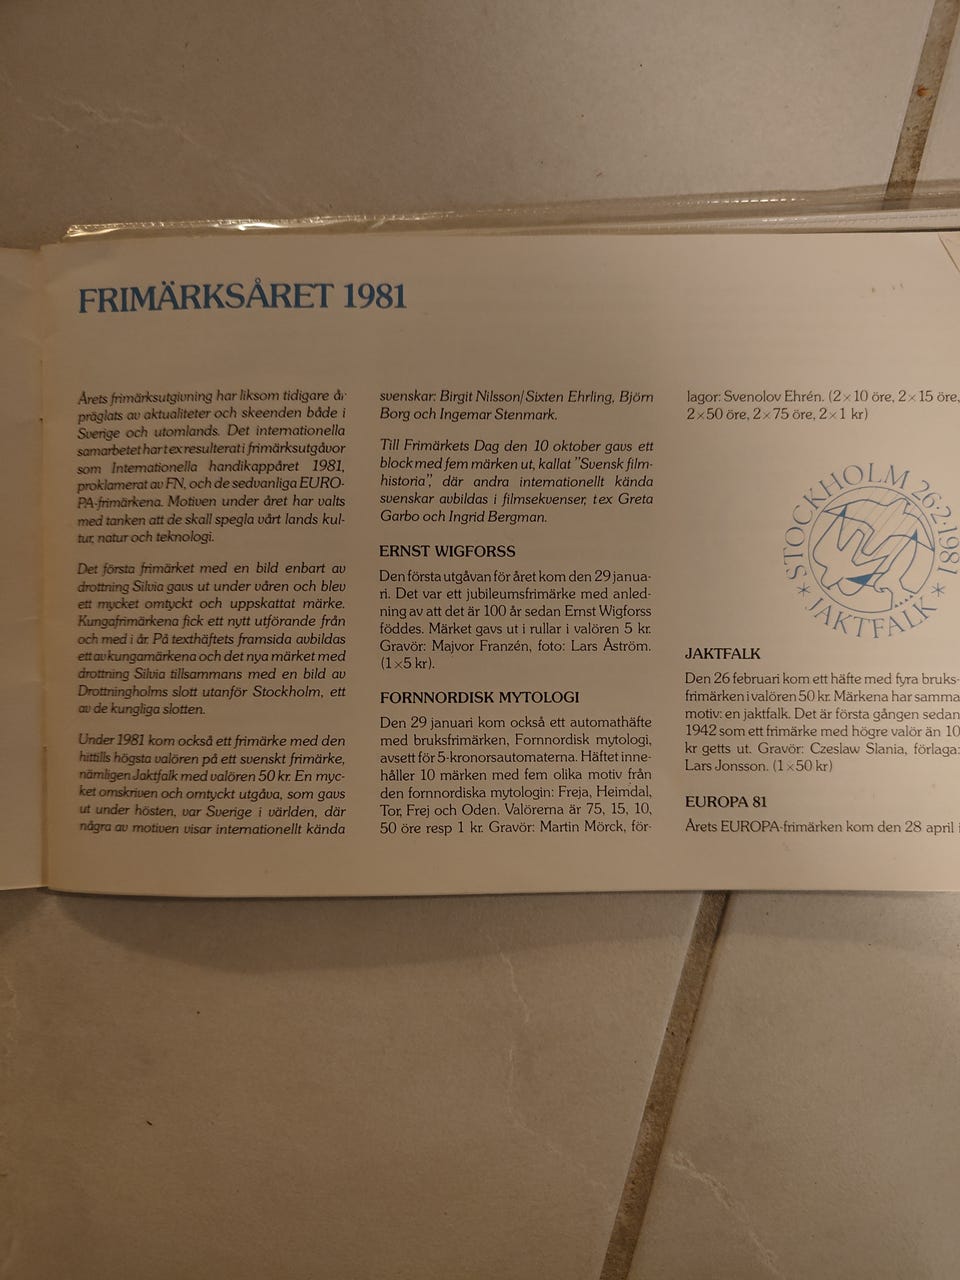 FRIMÄRKSÅRET 1981
Årets frimärksutgivning har liksom tidigare år
präglats av aktualiteter och skeenden både i
Sverige och utomlands. Det internationella
samarbetet har t ex resulterat i frimärksutgåvor
som Internationella handikappåret 1981,
proklamerat av FN, och de sedvanliga EURO-
PA-frimärkena. Motiven under året har valts
med tanken att de skall spegla vårt lands kul-
tur, natur och teknologi.
Det första frimärket med en bild enbart av
drottning Silvia gavs ut under våren och blev
ett mycket omtyckt och uppskattat märke.
Kungafrimärkena fick ett nytt utförande från
och med i år. På texthäftets framsida avbildas
ett av kungamärkena och det nya märket med
drottning Silvia tillsammans med en bild av
Drottningholms slott utanför Stockholm, ett
av de kungliga slotten.
Under 1981 kom också ett frimärke med den
hittills högsta valören på ett svenskt frimärke,
nämligen Jaktfalk med valören 50 kr. En myc-
ket omskriven och omtyckt utgåva, som gavs
ut under hösten, var Sverige i världen, där
några av motiven visar internationellt kända
svenskar: Birgit Nilsson/Sixten Ehrling, Björn
Borg och Ingemar Stenmark.
Till Frimärkets Dag den 10 oktober gavs ett
block med fem märken ut, kallat "Svensk film-
historia", där andra internationellt kända
svenskar avbildas i filmsekvenser, t ex Greta
Garbo och Ingrid Bergman.
ERNST WIGFORSS
Den första utgåvan för året kom den 29 janua-
ri. Det var ett jubileumsfrimärke med anled-
ning av att det är 100 år sedan Ernst Wigforss
föddes. Märket gavs ut i rullar i valören 5 kr.
Gravör: Majvor Franzén, foto: Lars Åström.
(1×5 kr).
FORNNORDISK MYTOLOGI
Den 29 januari kom också ett automathäfte
med bruksfrimärken, Fornnordisk mytologi,
avsett för 5-kronorsautomaterna. Häftet inne-
håller 10 märken med fem olika motiv från
den fornnordiska mytologin: Freja, Heimdal,
Tor, Frej och Oden. Valörerna är 75, 15, 10,
50 öre resp 1 kr. Gravör: Martin Mörck, för-
lagor: Svenolov Ehrén. (2×10 öre, 2×15 öre,
2×50 öre, 2×75 öre, 2×1 kr)
STOCKHOLM 26.2.1981
* JAKTFALK *
JAKTFALK
Den 26 februari kom ett häfte med fyra bruks-
frimärken i valören 50 kr. Märkena har samma
motiv: en jaktfalk. Det är första gången sedan
1942 som ett frimärke med högre valör än 10
kr getts ut. Gravör: Czeslaw Slania, förlaga:
Lars Jonsson. (1×50 kr)
EUROPA 81
Årets EUROPA-frimärken kom den 28 april i